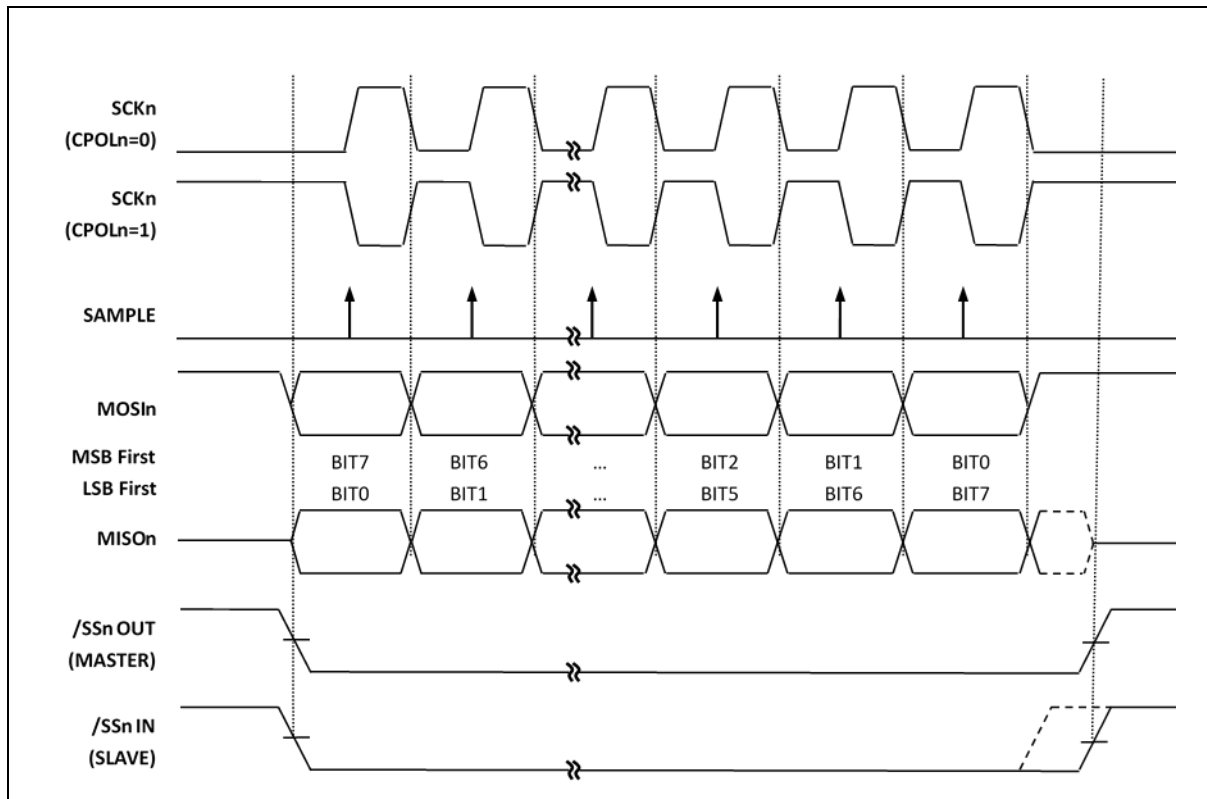 SCKn
(CPOLn=0)
SCKn
(CPOLn=1)
SAMPLE
MOSIn
MSB First BIT7 BIT6 ... BIT2 BIT1 BIT0
LSB First BIT0 BIT1 ... BIT5 BIT6 BIT7
MISOn
/SSn OUT
(MASTER)
/SSn IN
(SLAVE)